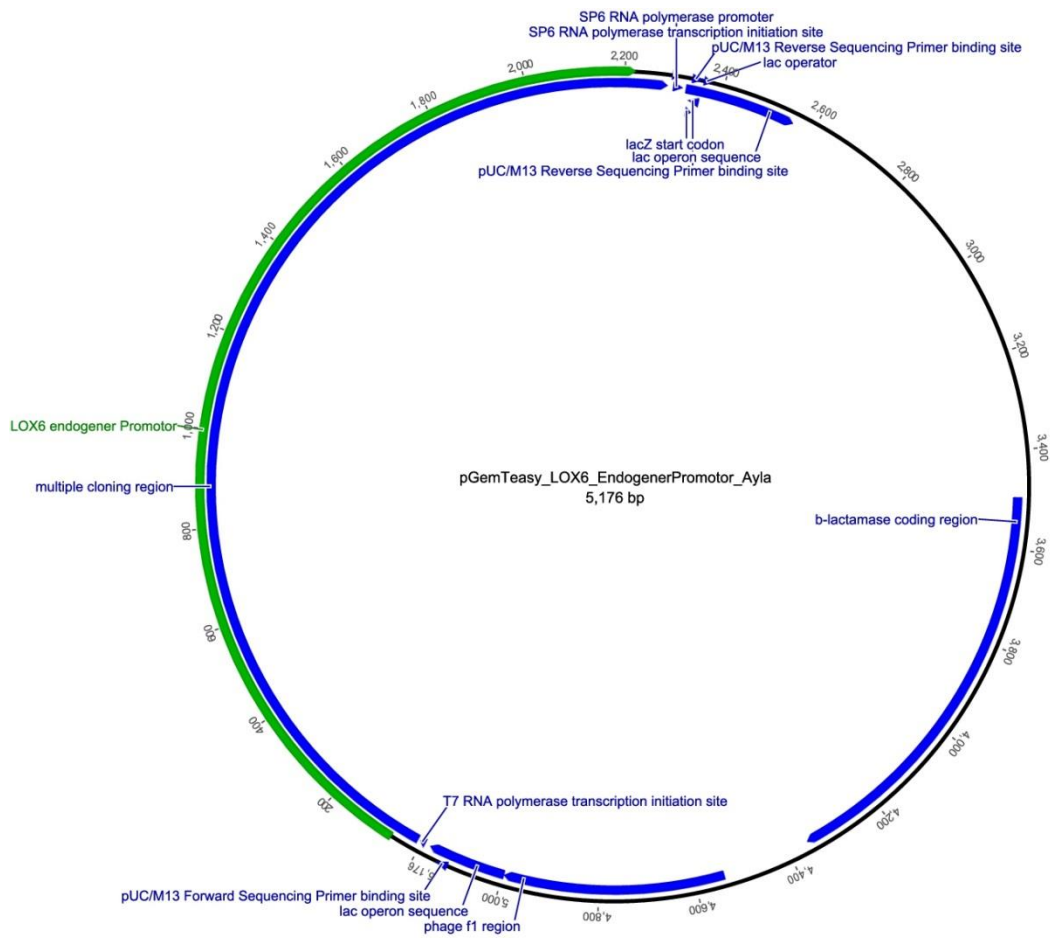 SP6 RNA polymerase promoter
SP6 RNA polymerase transcription initiation site
pUC/M13 Reverse Sequencing Primer binding site
lac operator
2,200
2,400
2,000
2,600
1,800
lacZ start codon
lac operon sequence
pUC/M13 Reverse Sequencing Primer binding site
1,600
2,800
1,400
3,000
1,200
3,200
LOX6 endogener Promotor
1,000
3,400
pGemTeasy_LOX6_EndogenerPromotor_Ayla
5,176 bp
multiple cloning region
b-lactamase coding region
800
3,600
600
3,800
400
4,000
200
T7 RNA polymerase transcription initiation site
4,200
5,176
4,400
pUC/M13 Forward Sequencing Primer binding site
lac operon sequence
phage f1 region
5,000
4,800
4,600